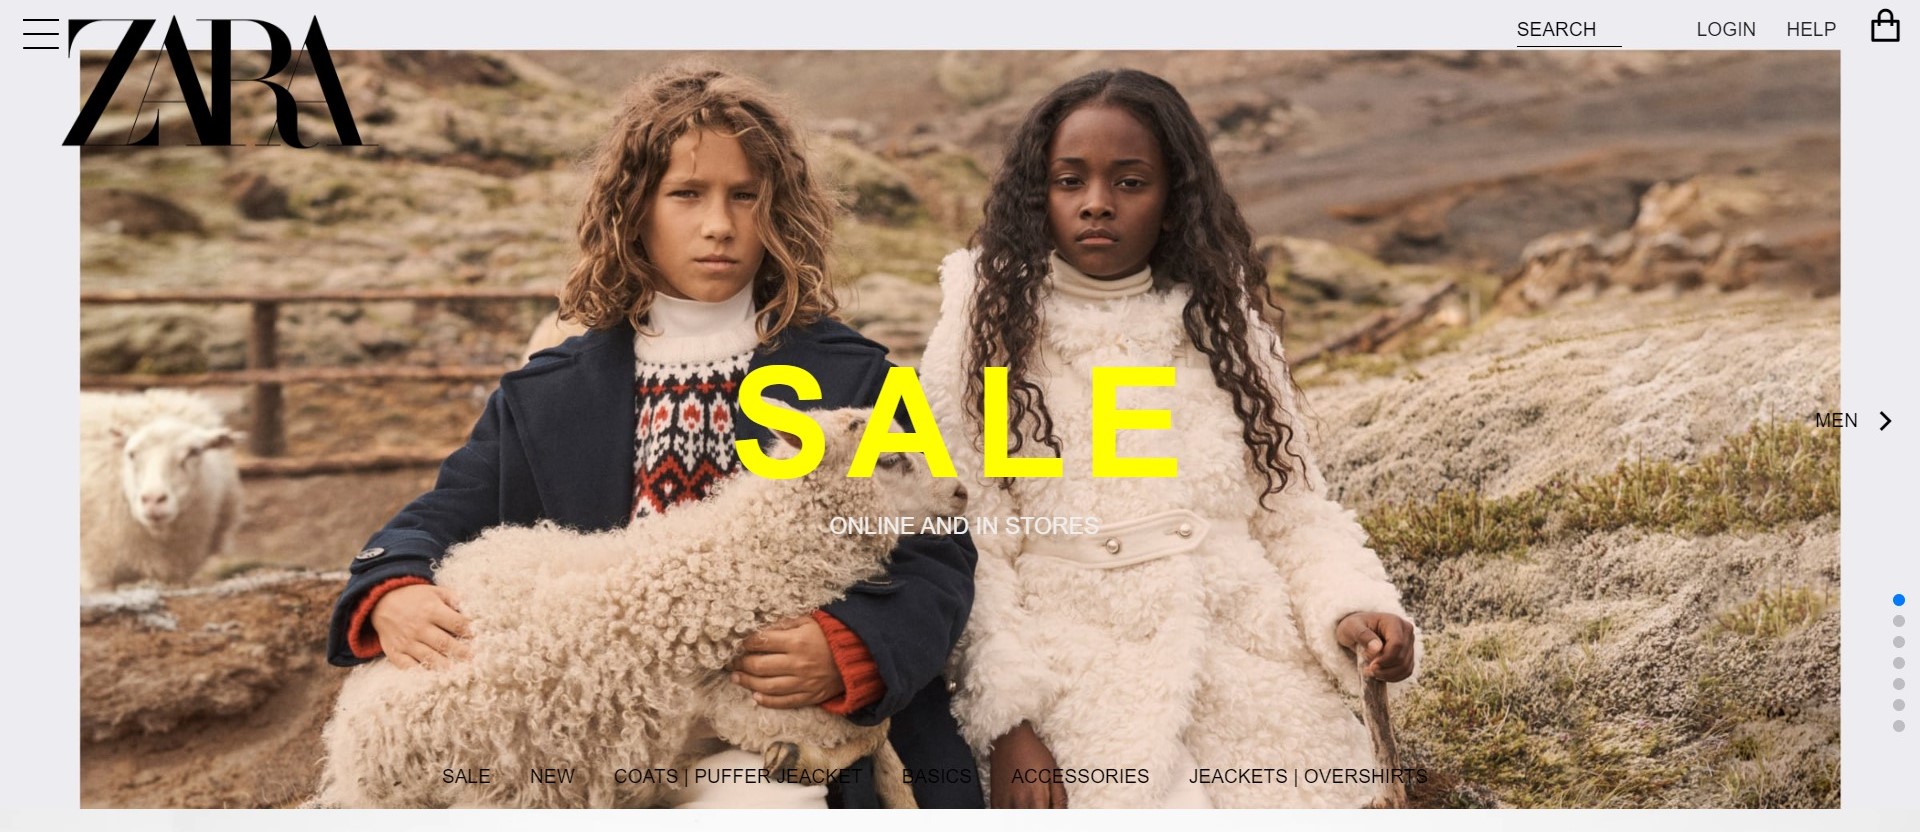 ZARA
SEARCH
LOGIN
HELP
SALE
MEN
ONLINE AND IN STORES
SALE
NEW
COATS | PUFFER JEACKET
BASICS
ACCESSORIES
JEACKETS | OVERSHIRTS